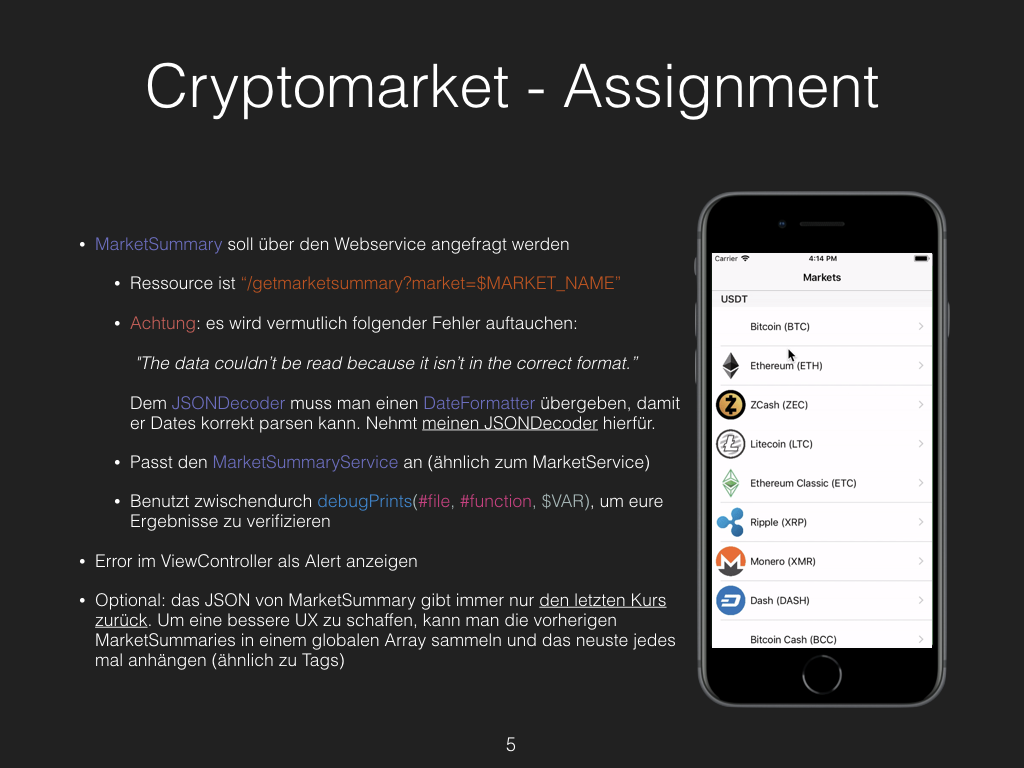 Cryptomarket - Assignment
• MarketSummary soll über den Webservice angefragt werden
• Ressource ist “/getmarketsummary?market=$MARKET_NAME”
• Achtung: es wird vermutlich folgender Fehler auftauchen:
"The data couldn’t be read because it isn’t in the correct format.”
Dem JSONDecoder muss man einen DateFormatter übergeben, damit
er Dates korrekt parsen kann. Nehmt meinen JSONDecoder hierfür.
• Passt den MarketSummaryService an (ähnlich zum MarketService)
• Benutzt zwischendurch debugPrints(#file, #function, $VAR), um eure
Ergebnisse zu verifizieren
• Error im ViewController als Alert anzeigen
• Optional: das JSON von MarketSummary gibt immer nur den letzten Kurs
zurück. Um eine bessere UX zu schaffen, kann man die vorherigen
MarketSummaries in einem globalen Array sammeln und das neuste jedes
mal anhängen (ähnlich zu Tags)
Carrier 4:14 PM
Markets
USDT
Bitcoin (BTC)
Ethereum (ETH)
ZCash (ZEC)
Litecoin (LTC)
Ethereum Classic (ETC)
Ripple (XRP)
Monero (XMR)
Dash (DASH)
Bitcoin Cash (BCC)
5